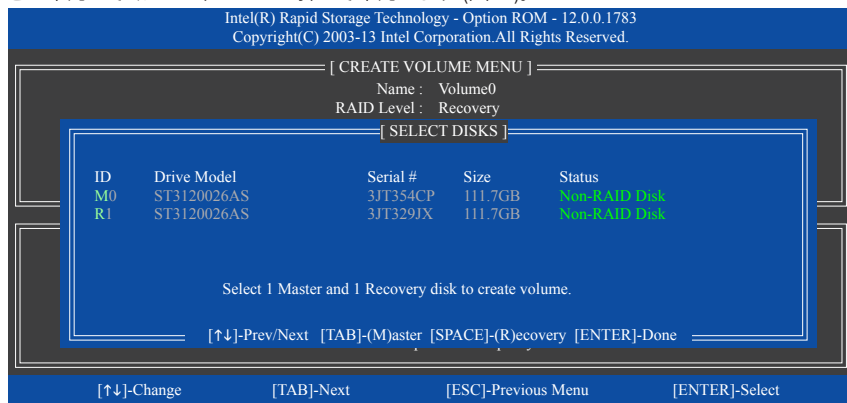 Intel(R) Rapid Storage Technology - Option ROM - 12.0.0.1783
Copyright(C) 2003-13 Intel Corporation.All Rights Reserved.
[ CREATE VOLUME MENU ]
Name : Volume0
RAID Level : Recovery
[ SELECT DISKS ]
ID Drive Model Serial # Size Status
M0 ST3120026AS 3JT354CP 111.7GB Non-RAID Disk
R1 ST3120026AS 3JT329JX 111.7GB Non-RAID Disk
Select 1 Master and 1 Recovery disk to create volume.
[↑↓]-Prev/Next [TAB]-(M)aster [SPACE]-(R)ecovery [ENTER]-Done
[↑↓]-Change [TAB]-Next [ESC]-Previous Menu [ENTER]-Select